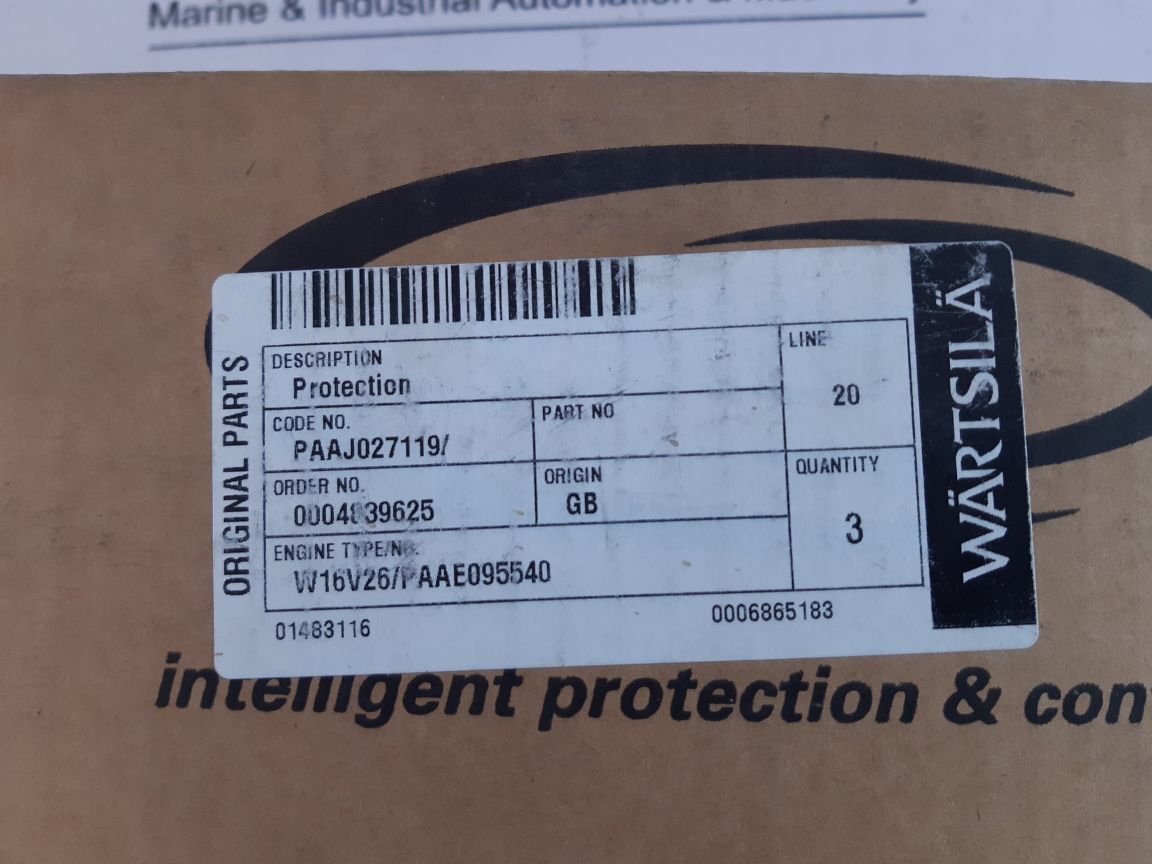 Marine & Industrial Automation &
ORIGINAL PARTS
DESCRIPTION
Protection
LINE
20
CODE NO.
PAAJ027119/
PART NO
ORDER NO.
ORIGIN
GB
QUANTITY
3
ENGINE TYPE/NO.
W16V26/PAAE095540
01483116
0006865183
WÄRTSILÄ
intelligent protection & con